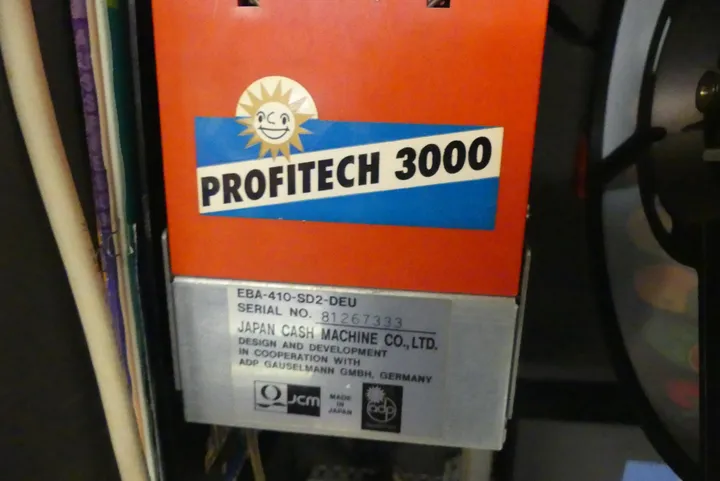 PROFITECH 3000
EBA-410-SD2-DEU
SERIAL NO. 81267333
JAPAN CASH MACHINE CO.,LTD.
DESIGN AND DEVELOPMENT
IN COOPERATION WITH
ADP GAUSELMANN GMBH, GERMANY
JCM
MADE
IN
JAPAN
adp